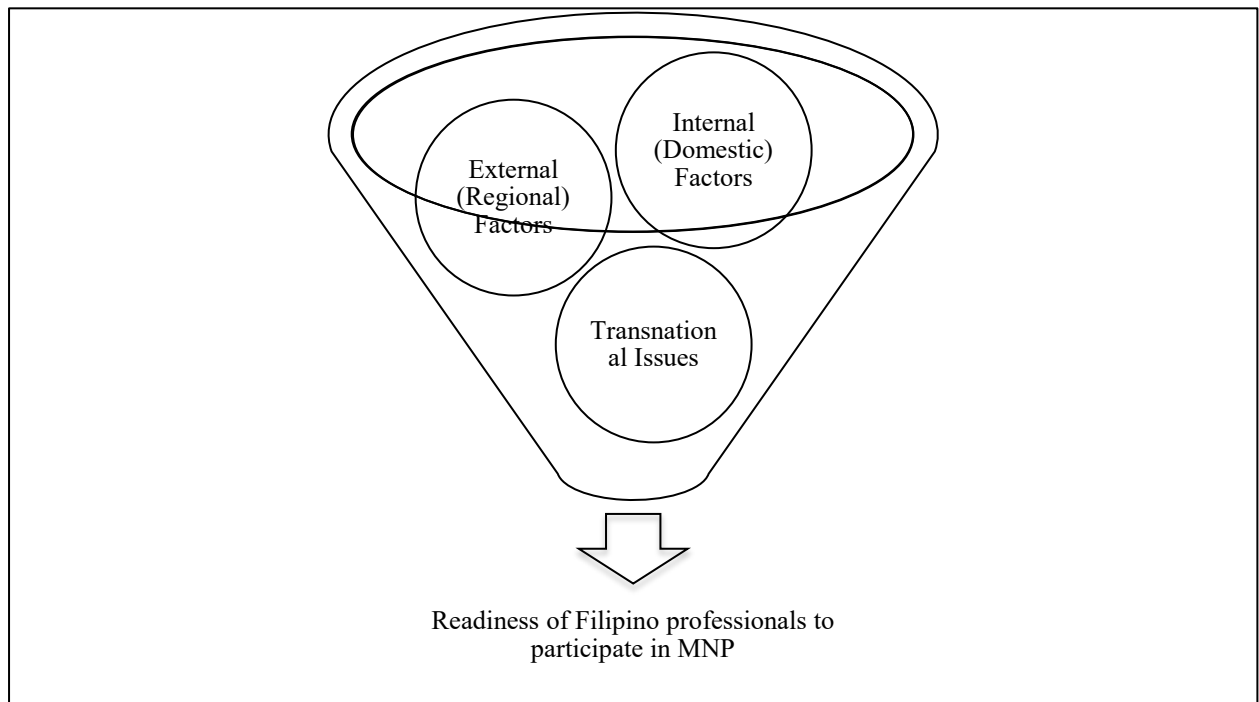 Internal
(Domestic)
Factors
External
(Regional)
Factors
Transnation
al Issues
Readiness of Filipino professionals to
participate in MNP